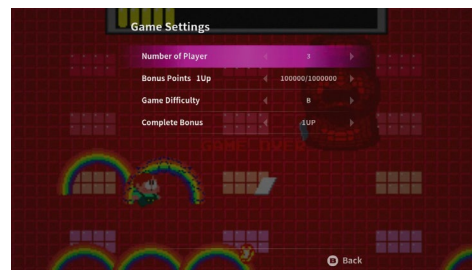 Game Settings
Number of Player 3
Bonus Points 1Up 100000/1000000
Game Difficulty B
Complete Bonus 1UP
GAME OVER
B Back